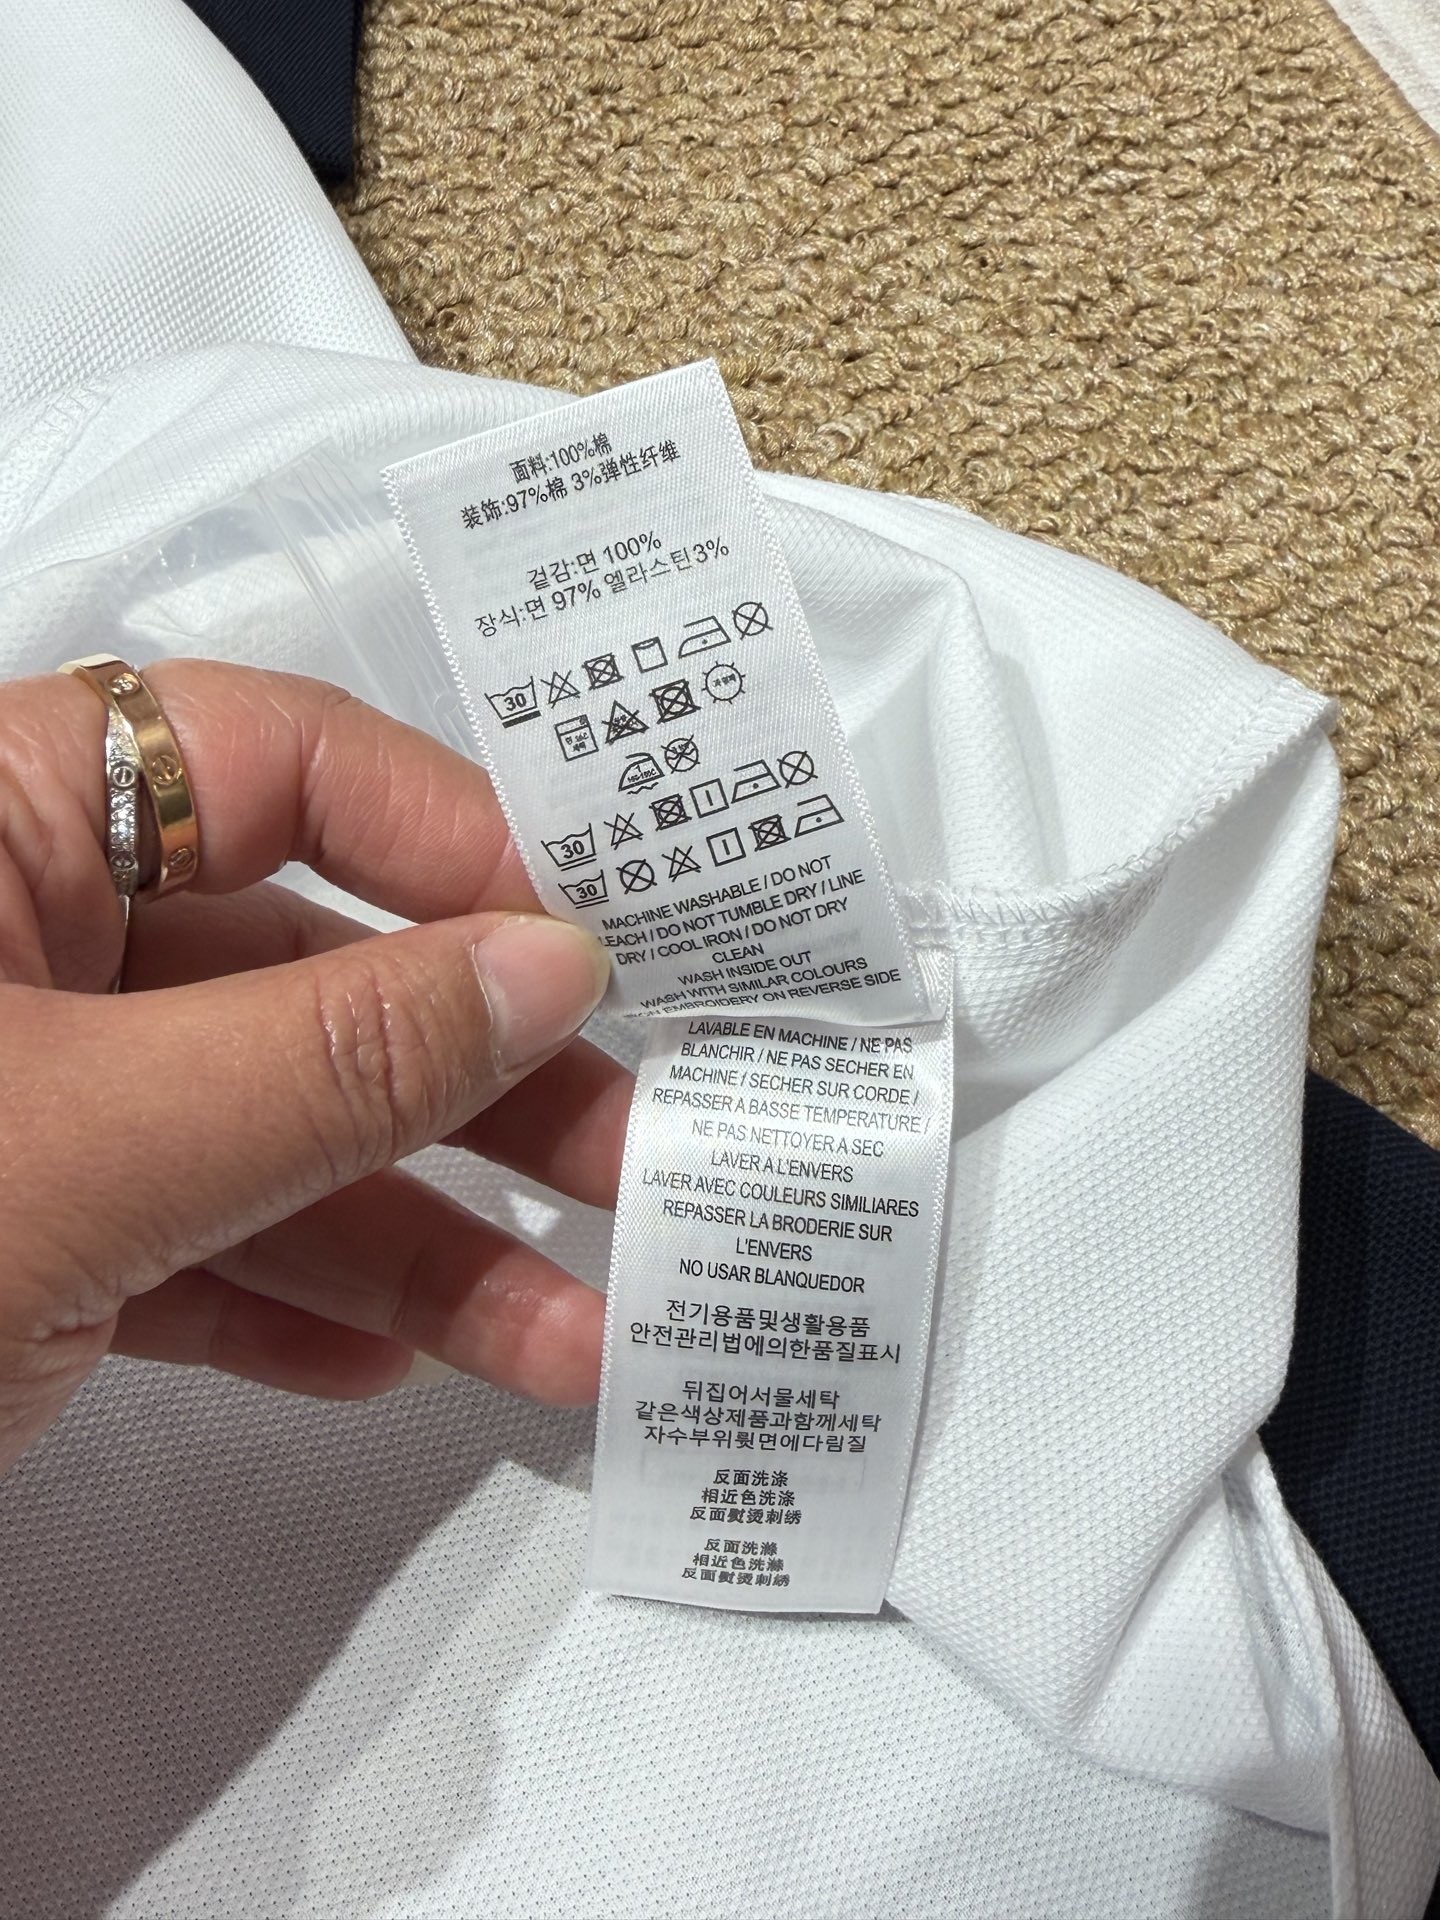 面料:100%棉
装饰:97%棉 3%弹性纤维
겉감:면 100%
장식:면 97% 엘라스틴 3%
30
30
30
MACHINE WASHABLE / DO NOT
LEACH / DO NOT TUMBLE DRY / LINE
DRY / COOL IRON / DO NOT DRY
CLEAN
WASH INSIDE OUT
WASH WITH SIMILAR COLOURS
IRON EMBROIDERY ON REVERSE SIDE
LAVABLE EN MACHINE / NE PAS
BLANCHIR / NE PAS SECHER EN
MACHINE / SECHER SUR CORDE /
REPASSER A BASSE TEMPERATURE /
NE PAS NETTOYER A SEC
LAVER A L'ENVERS
LAVER AVEC COULEURS SIMILIARES
REPASSER LA BRODERIE SUR
L'ENVERS
NO USAR BLANQUEDOR
전기용품및생활용품
안전관리법에의한품질표시
뒤집어서물세탁
같은색상제품과함께세탁
자수부위뒷면에다림질
反面洗涤
相近色洗涤
反面熨烫刺绣
反面洗滌
相近色洗滌
反面熨燙刺繡